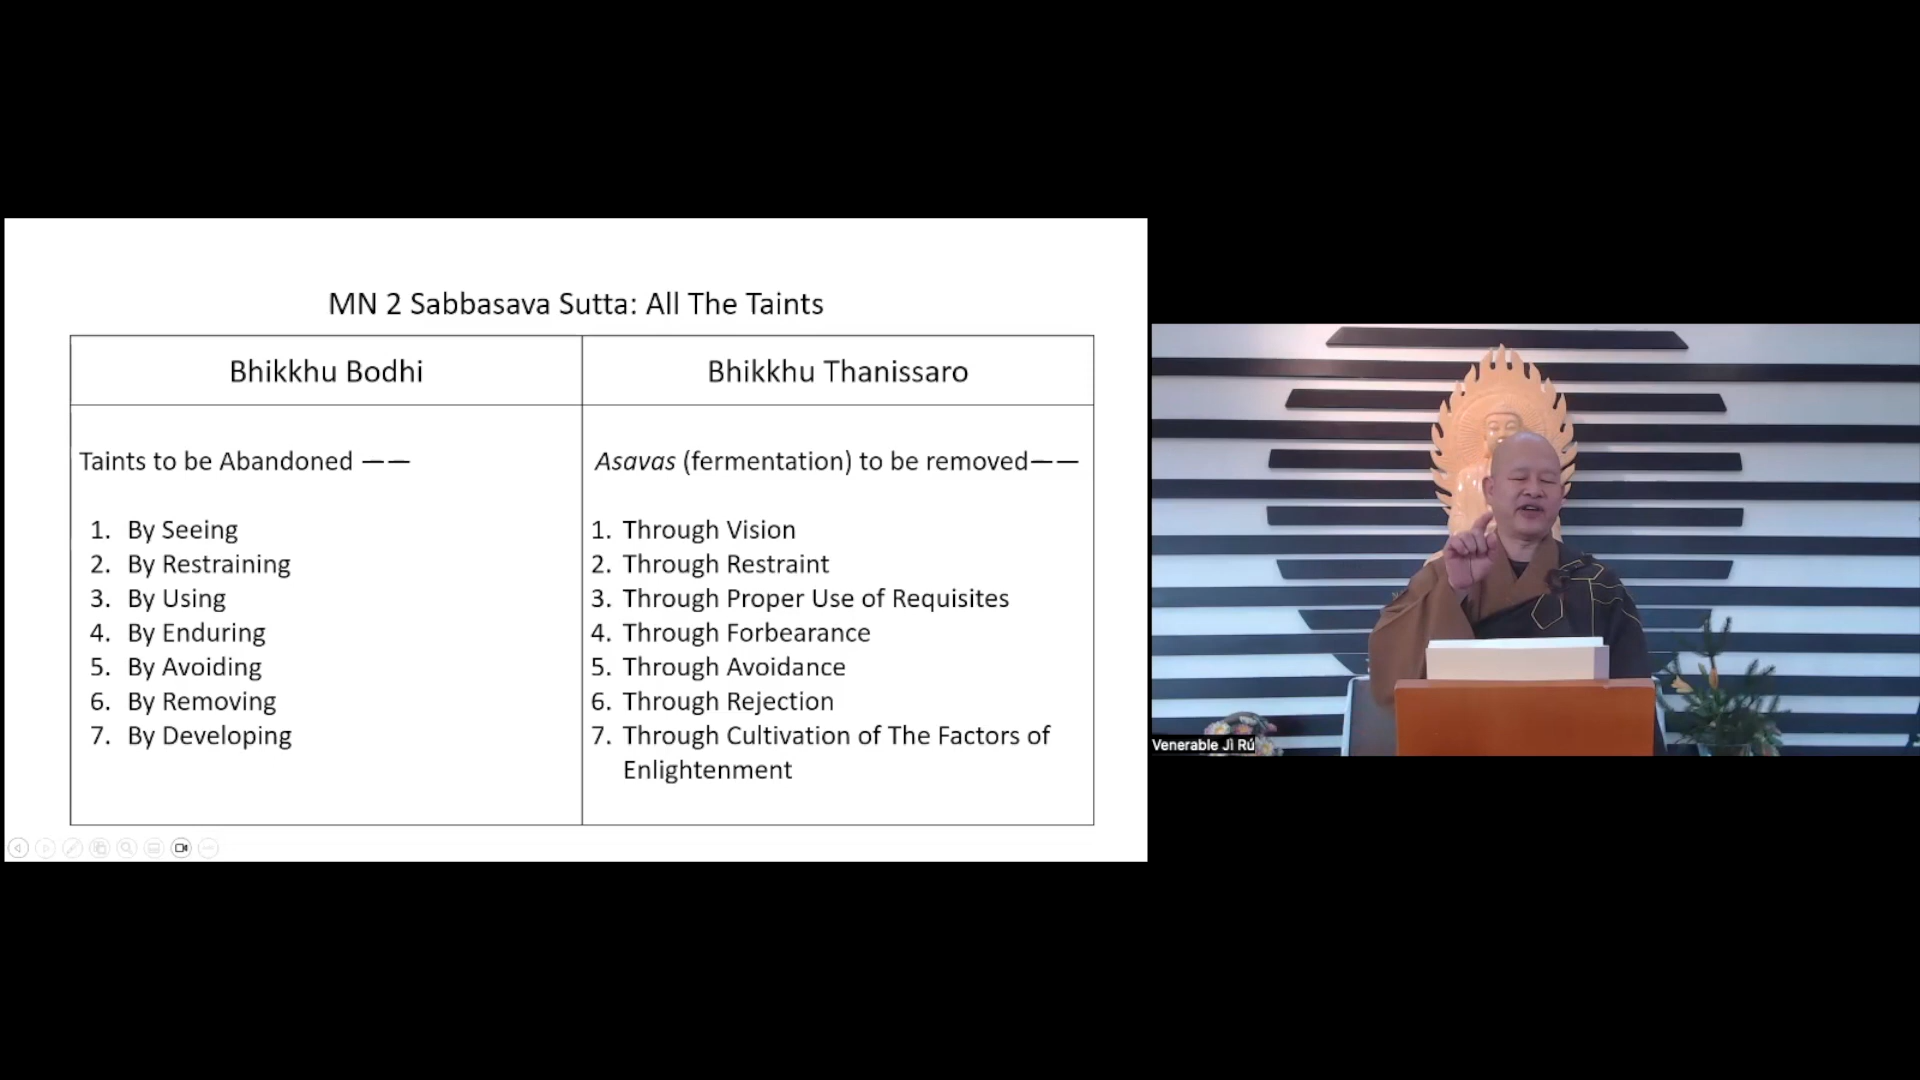 MN 2 Sabbasava Sutta: All The Taints
Bhikkhu Bodhi
Taints to be Abandoned ——
1. By Seeing
2. By Restraining
3. By Using
4. By Enduring
5. By Avoiding
6. By Removing
7. By Developing
Bhikkhu Thanissaro
Asavas (fermentation) to be removed——
1. Through Vision
2. Through Restraint
3. Through Proper Use of Requisites
4. Through Forbearance
5. Through Avoidance
6. Through Rejection
7. Through Cultivation of The Factors of
Enlightenment
Venerable Jì Rú